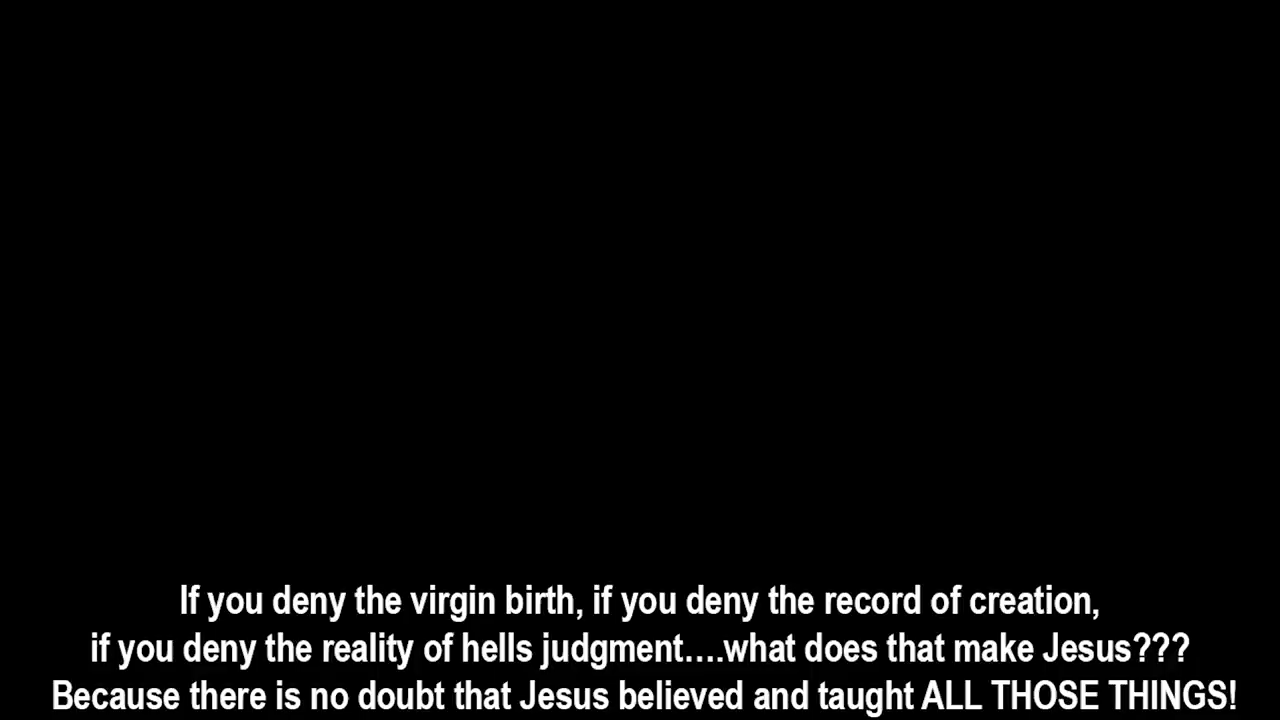 If you deny the virgin birth, if you deny the record of creation,
if you deny the reality of hells judgment....what does that make Jesus???
Because there is no doubt that Jesus believed and taught ALL THOSE THINGS!